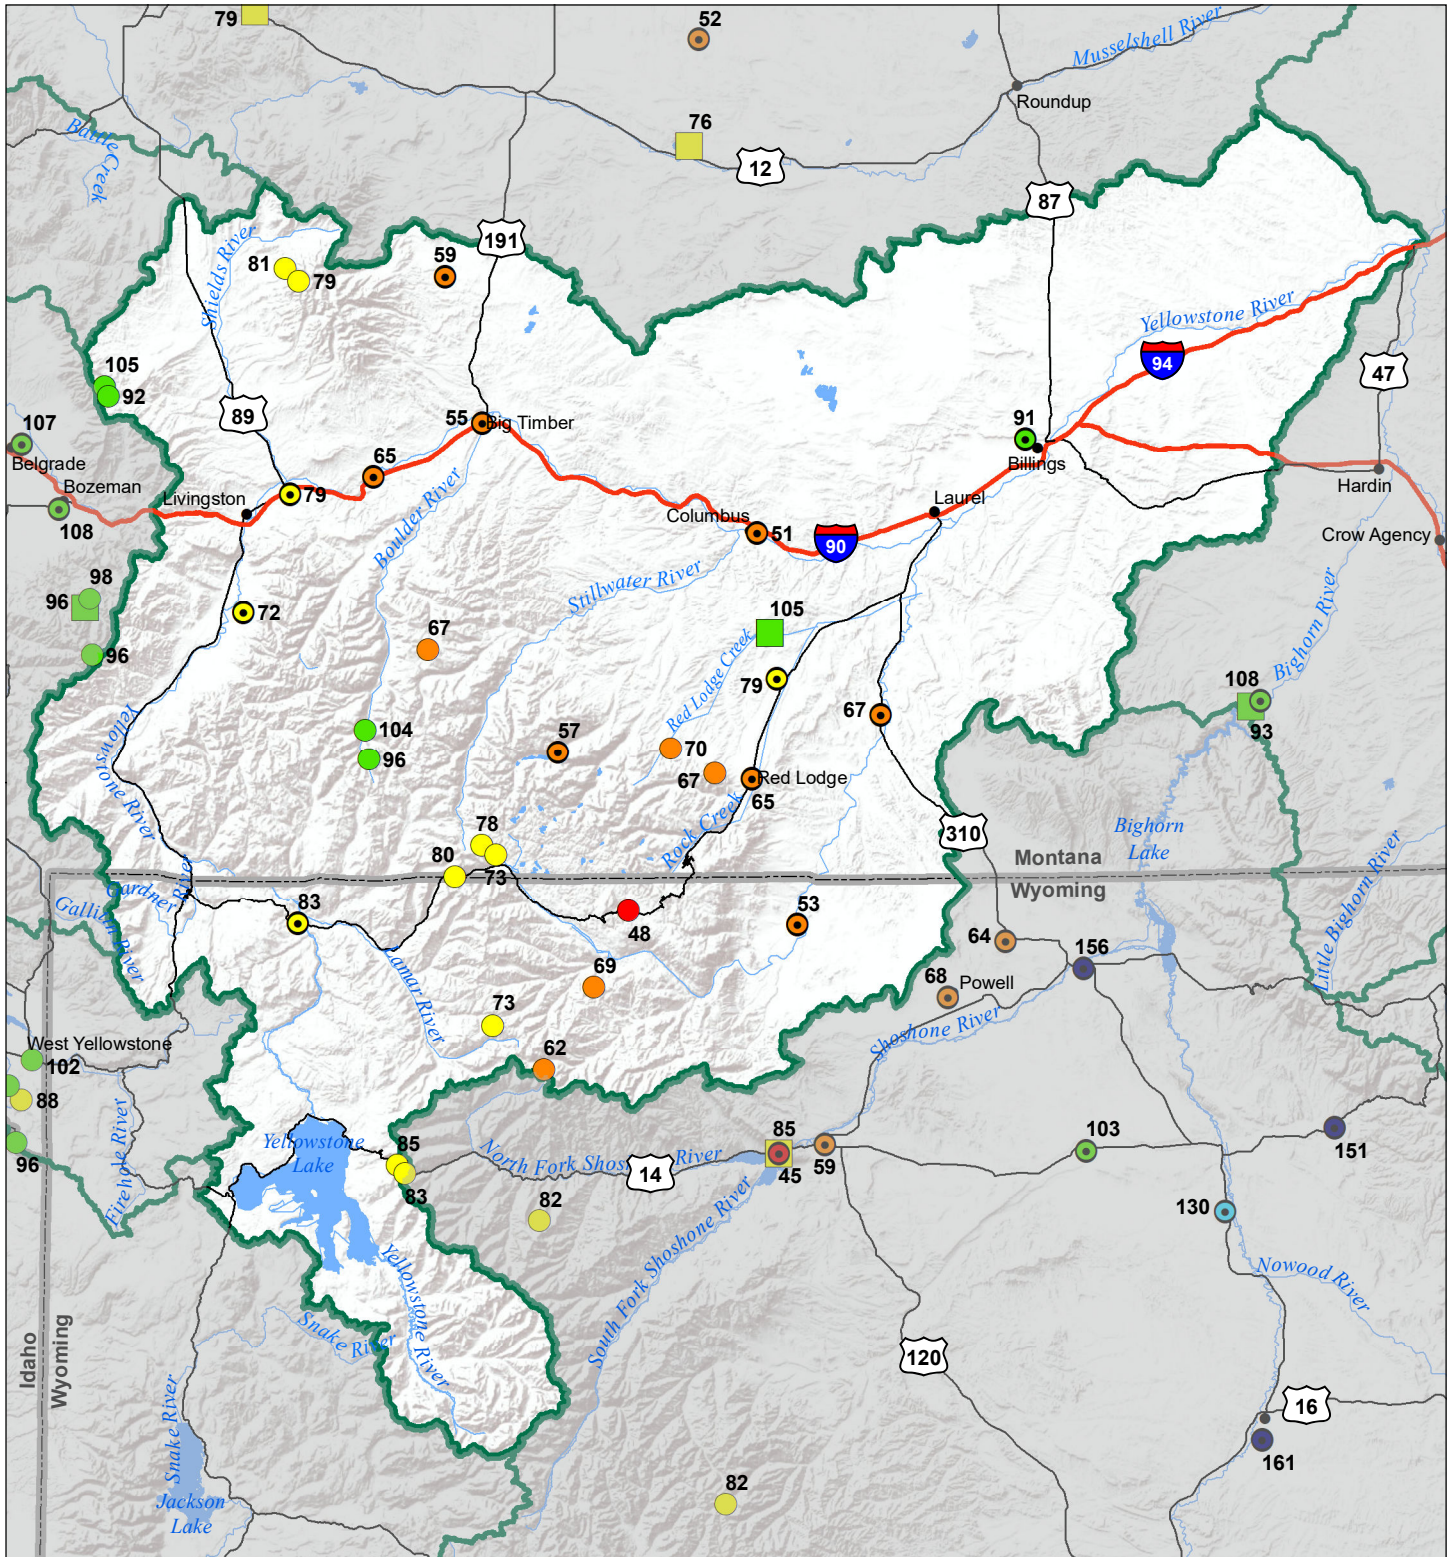 79
52
Musselshell River
Roundup
Battle Creek
76
12
87
191
Shields River
81
79
59
Yellowstone River
94
47
105
92
89
55
Big Timber
107
Belgrade
Bozeman
108
65
79
Livingston
91
Billings
Hardin
Laurel
Columbus
51
90
Crow Agency
Boulder River
Stillwater River
98
96
96
72
67
105
Red Lodge Creek
79
67
Bighorn River
108
93
Yellowstone River
104
96
57
70
67
Red Lodge
65
Rock Creek
310
Bighorn Lake
78
80
73
Montana
Wyoming
Gardner River
Gallatin River
83
48
53
64
156
Little Bighorn River
Lamar River
69
68
Powell
73
Shoshone River
West Yellowstone
102
88
62
96
Firehole River
Yellowstone Lake
85
83
North Fork Shoshone River
14
85
45
59
103
151
82
130
South Fork Shoshone River
Yellowstone River
Nowood River
Snake River
Idaho
Wyoming
120
16
Snake River
161
Jackson Lake
82